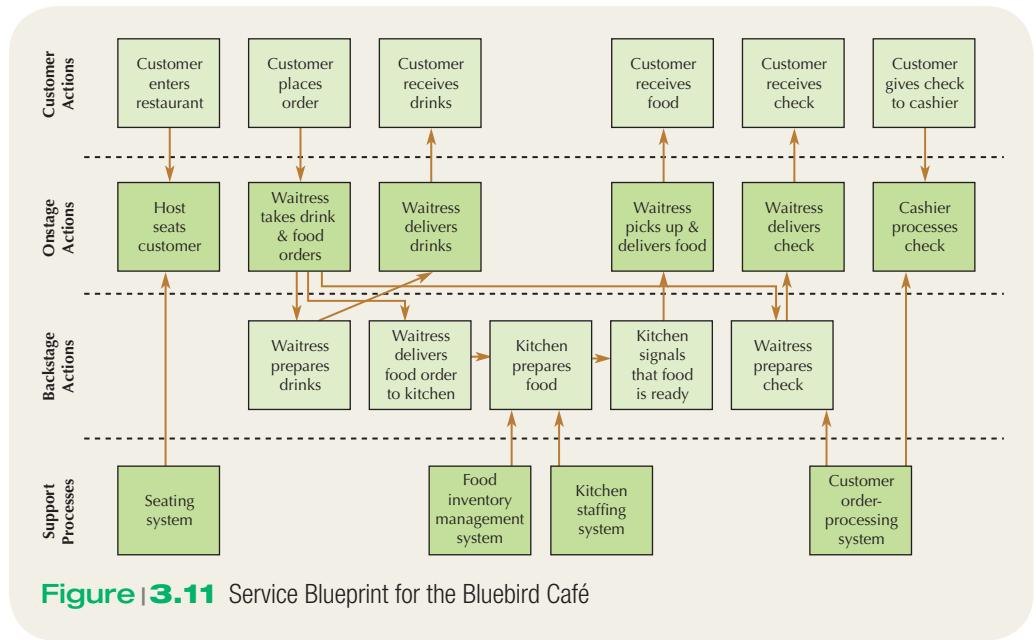 Customer
Actions
Customer
enters
restaurant
Customer
places
order
Customer
receives
drinks
Customer
receives
food
Customer
receives
check
Customer
gives check
to cashier
Onstage
Actions
Host
seats
customer
Waitress
takes drink
& food
orders
Waitress
delivers
drinks
Waitress
picks up &
delivers food
Waitress
delivers
check
Cashier
processes
check
Backstage
Actions
Waitress
prepares
drinks
Waitress
delivers
food order
to kitchen
Kitchen
prepares
food
Kitchen
signals
that food
is ready
Waitress
prepares
check
Support
Processes
Seating
system
Food
inventory
management
system
Kitchen
staffing
system
Customer
order-
processing
system
Figure | 3.11 Service Blueprint for the Bluebird Café